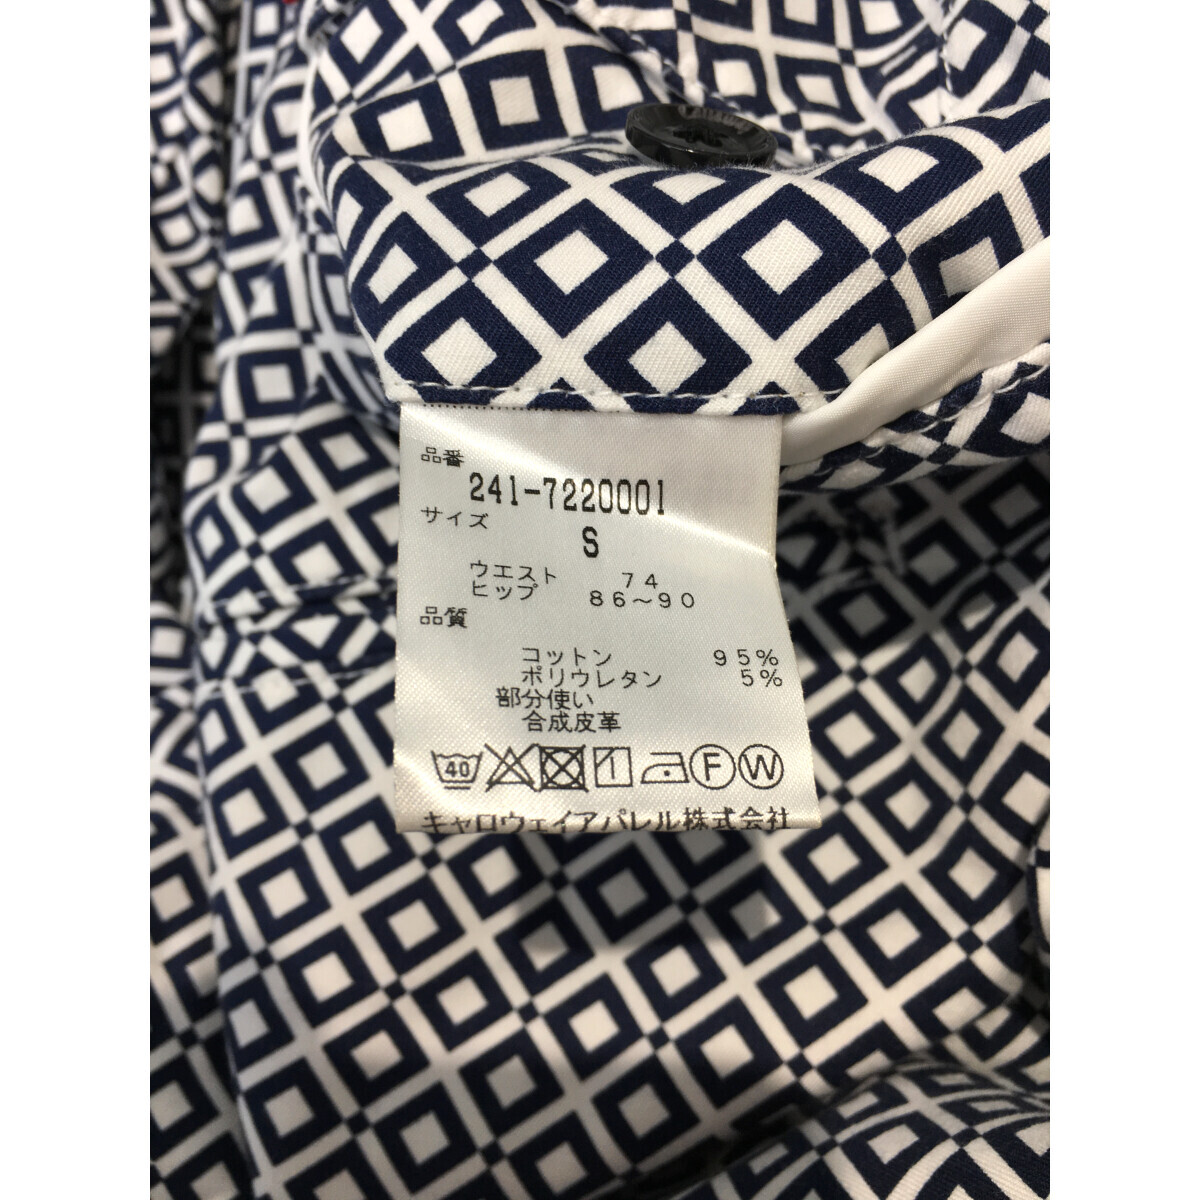 品番
241-7220001
サイズ
S
ウエスト 74
ヒップ 86～90
品質
コットン 95%
ポリウレタン 5%
部分使い
合成皮革
40 F W
キャロウェイアパレル株式会社